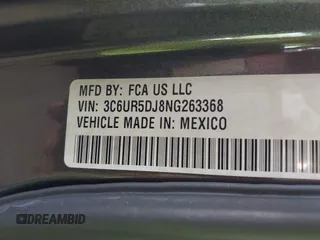 MFD BY: FCA US LLC
VIN: 3C6UR5DJ8NG263368
VEHICLE MADE IN: MEXICO
DREAMBID